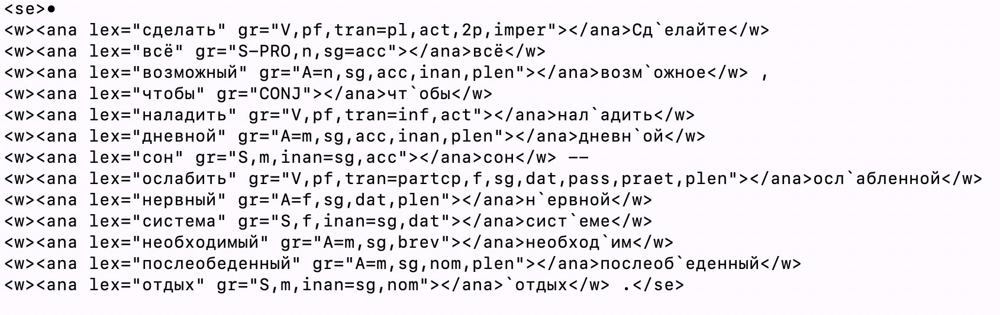 <se>•
<w><ana lex="сделать" gr="V,pf,tran=pl,act,2p,imper"></ana>Сд`елайте</w>
<w><ana lex="всё" gr="S-PRO,n,sg=acc"></ana>всё</w>
<w><ana lex="возможный" gr="A=n,sg,acc,inan,plen"></ana>возм`ожное</w> ,
<w><ana lex="чтобы" gr="CONJ"></ana>чт`обы</w>
<w><ana lex="наладить" gr="V,pf,tran=inf,act"></ana>нал`адить</w>
<w><ana lex="дневной" gr="A=m,sg,acc,inan,plen"></ana>дневн`ой</w>
<w><ana lex="сон" gr="S,m,inan=sg,acc"></ana>сон</w> --
<w><ana lex="ослабить" gr="V,pf,tran=partcp,f,sg,dat,pass,praet,plen"></ana>осл`абленной</w>
<w><ana lex="нервный" gr="A=f,sg,dat,plen"></ana>н`ервной</w>
<w><ana lex="система" gr="S,f,inan=sg,dat"></ana>сист`еме</w>
<w><ana lex="необходимый" gr="A=m,sg,brev"></ana>необход`им</w>
<w><ana lex="послеобеденный" gr="A=m,sg,nom,plen"></ana>послеоб`еденный</w>
<w><ana lex="отдых" gr="S,m,inan=sg,nom"></ana>`отдых</w> .</se>